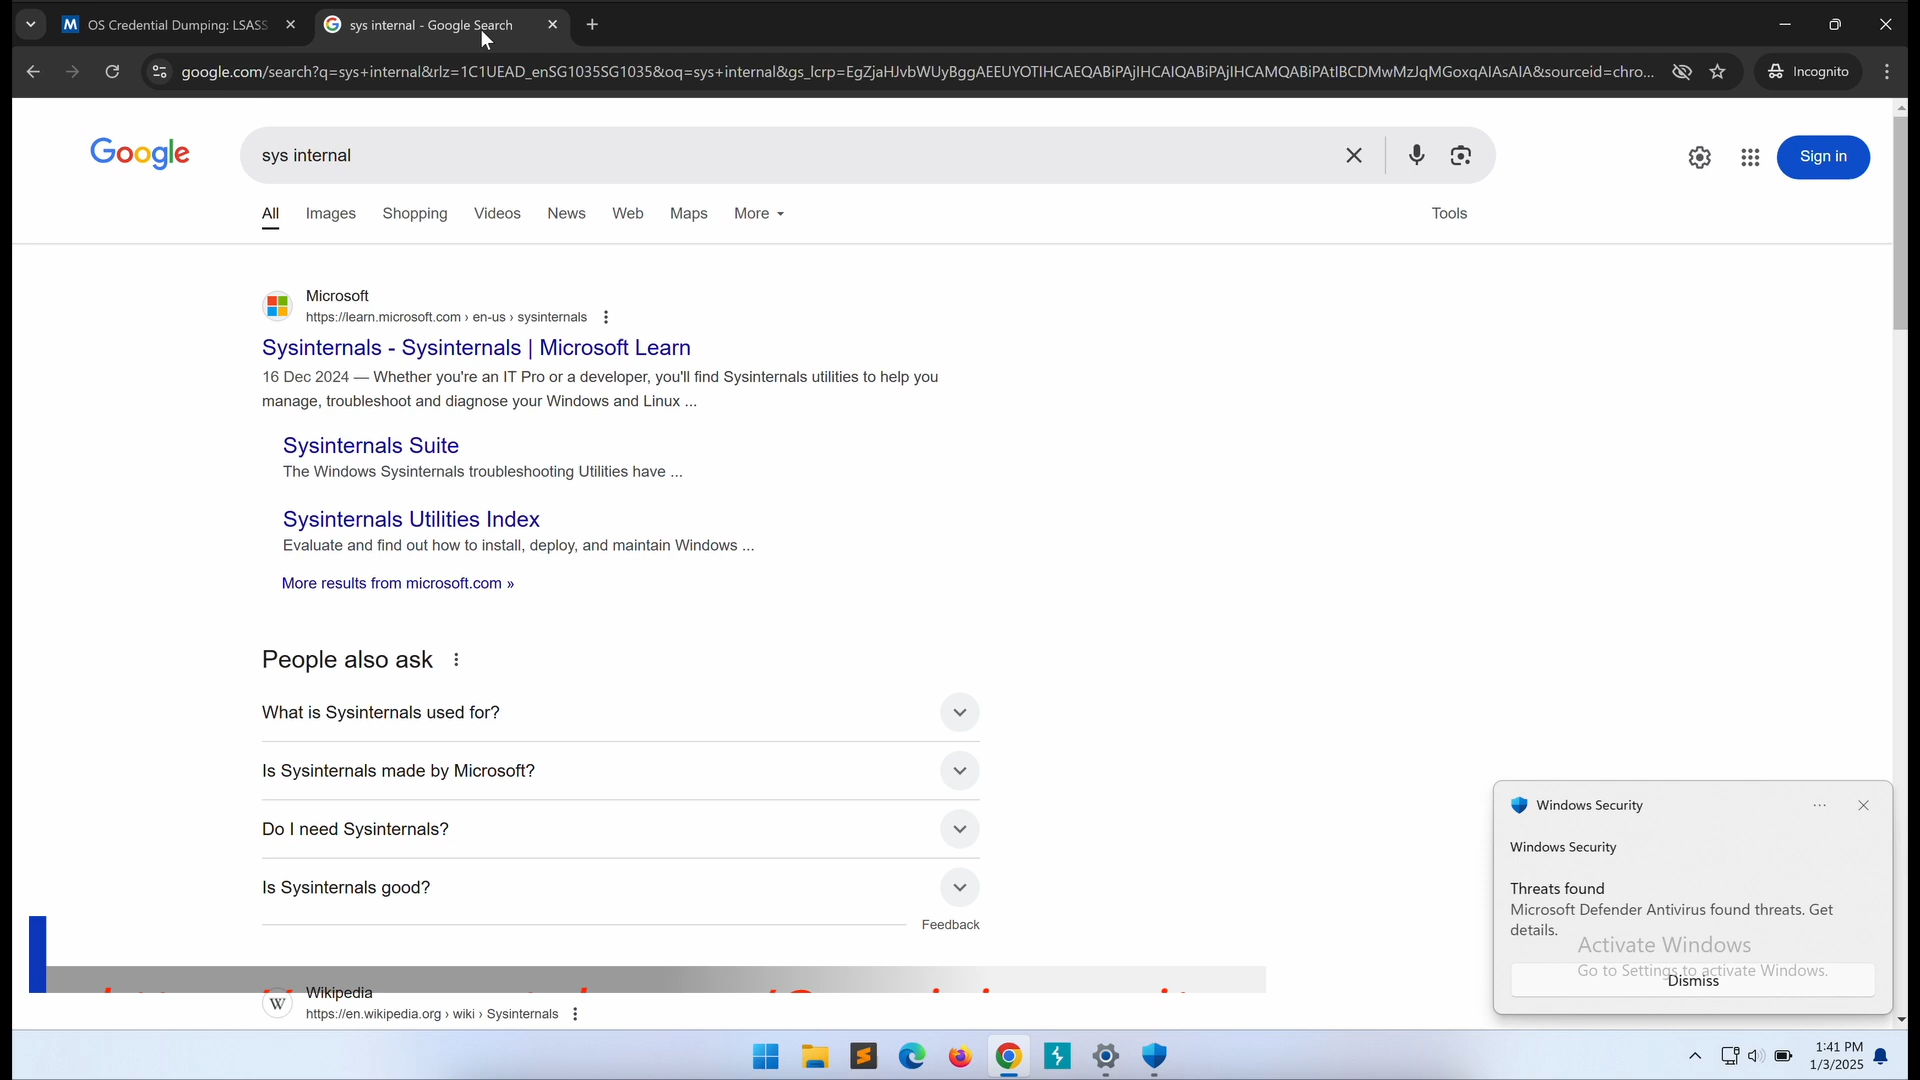 OS Credential Dumping: LSASS
sys internal - Google Search
google.com/search?q=sys+internal&rlz=1C1UEAD_enSG1035SG1035&oq=sys+internal&gs_lcrp=EgZjaHJvbWUyBggAEEUYOTIHCAEQABiPAjIHCAIQABiPAjIHCAMQABiPAtIBCDMwMzJqMGoxqAIAsAIA&sourceid=chro...
Incognito
Google
sys internal
Sign in
All Images Shopping Videos News Web Maps More Tools
Microsoft
https://learn.microsoft.com › en-us › sysinternals
Sysinternals - Sysinternals | Microsoft Learn
16 Dec 2024 — Whether you're an IT Pro or a developer, you'll find Sysinternals utilities to help you
manage, troubleshoot and diagnose your Windows and Linux ...
Sysinternals Suite
The Windows Sysinternals troubleshooting Utilities have ...
Sysinternals Utilities Index
Evaluate and find out how to install, deploy, and maintain Windows ...
More results from microsoft.com »
People also ask
What is Sysinternals used for?
Is Sysinternals made by Microsoft?
Do I need Sysinternals?
Is Sysinternals good?
Feedback
W
Wikipedia
https://en.wikipedia.org › wiki › Sysinternals
Windows Security
Windows Security
Threats found
Microsoft Defender Antivirus found threats. Get
details.
Activate Windows
Go to Settings to activate Windows.
Dismiss
1:41 PM
1/3/2025